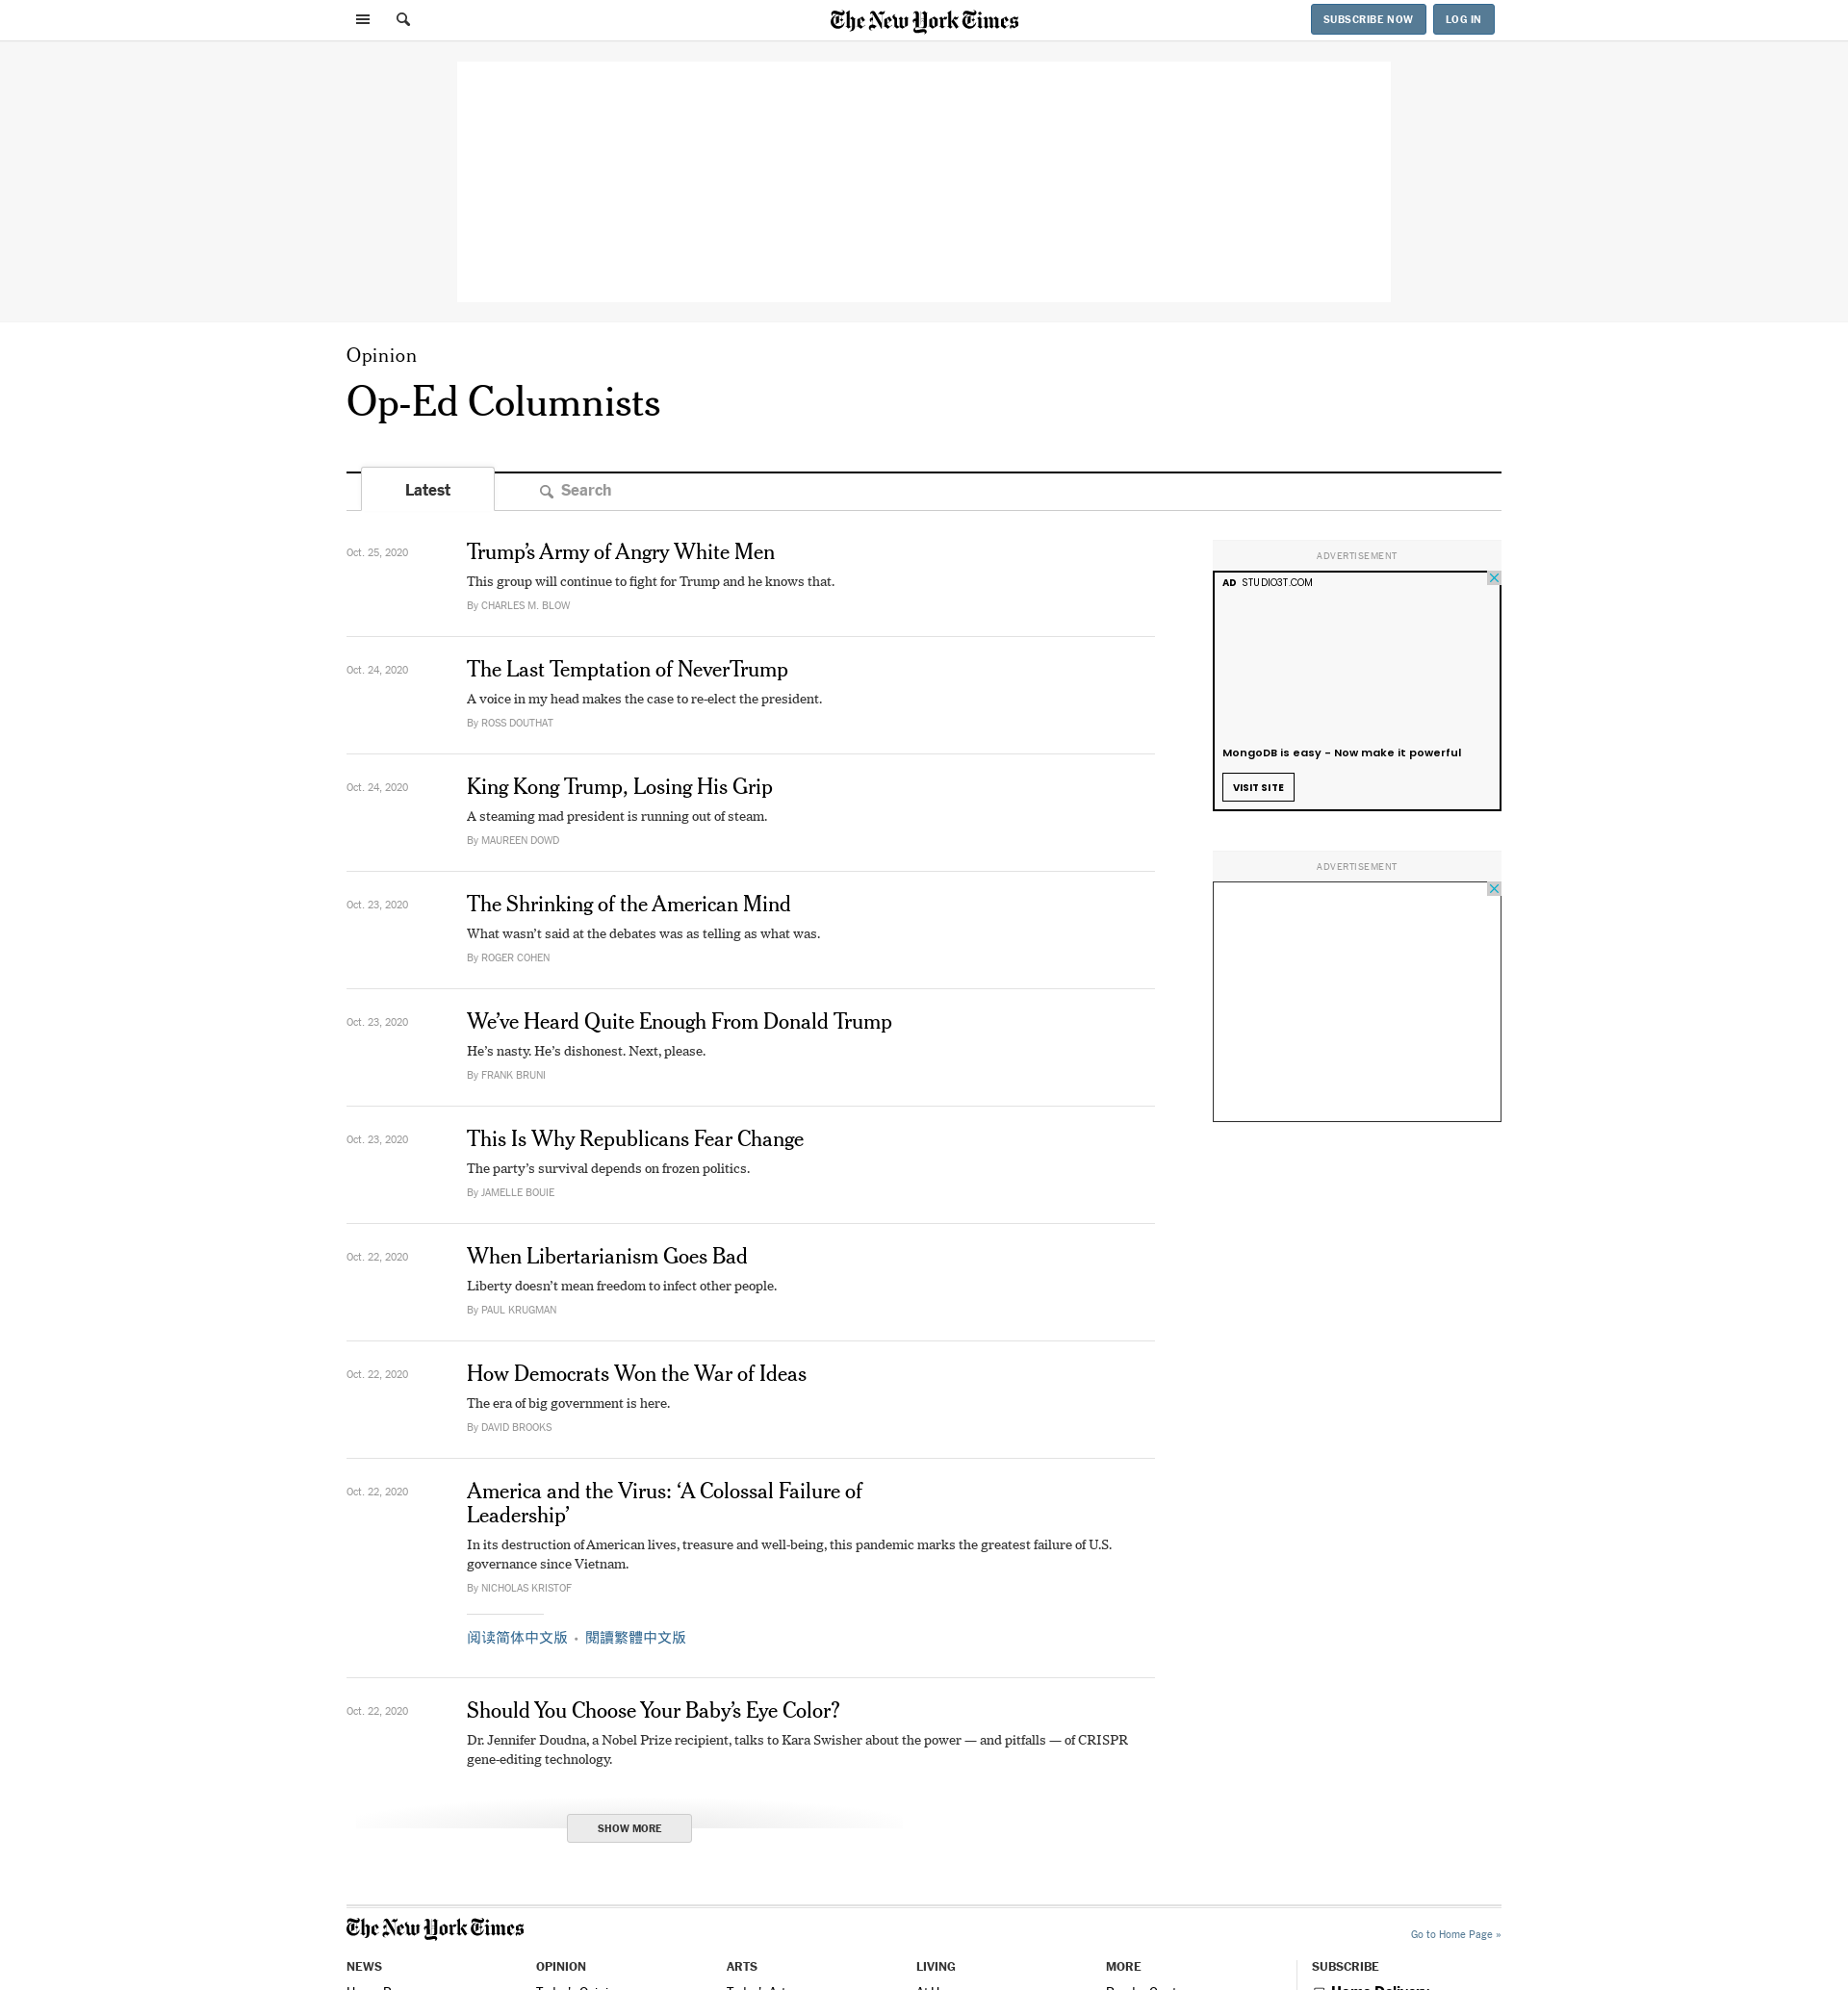 The New York Times
SUBSCRIBE NOW
LOG IN
Opinion
Op-Ed Columnists
Latest
Search
Oct. 25, 2020
Trump’s Army of Angry White Men
This group will continue to fight for Trump and he knows that.
By CHARLES M. BLOW
Oct. 24, 2020
The Last Temptation of NeverTrump
A voice in my head makes the case to re-elect the president.
By ROSS DOUTHAT
Oct. 24, 2020
King Kong Trump, Losing His Grip
A steaming mad president is running out of steam.
By MAUREEN DOWD
Oct. 23, 2020
The Shrinking of the American Mind
What wasn’t said at the debates was as telling as what was.
By ROGER COHEN
Oct. 23, 2020
We’ve Heard Quite Enough From Donald Trump
He’s nasty. He’s dishonest. Next, please.
By FRANK BRUNI
Oct. 23, 2020
This Is Why Republicans Fear Change
The party’s survival depends on frozen politics.
By JAMELLE BOUIE
Oct. 22, 2020
When Libertarianism Goes Bad
Liberty doesn’t mean freedom to infect other people.
By PAUL KRUGMAN
Oct. 22, 2020
How Democrats Won the War of Ideas
The era of big government is here.
By DAVID BROOKS
Oct. 22, 2020
America and the Virus: ‘A Colossal Failure of
Leadership’
In its destruction of American lives, treasure and well-being, this pandemic marks the greatest failure of U.S.
governance since Vietnam.
By NICHOLAS KRISTOF
阅读简体中文版 • 閱讀繁體中文版
Oct. 22, 2020
Should You Choose Your Baby’s Eye Color?
Dr. Jennifer Doudna, a Nobel Prize recipient, talks to Kara Swisher about the power — and pitfalls — of CRISPR
gene-editing technology.
SHOW MORE
ADVERTISEMENT
AD STUDIO3T.COM
MongoDB is easy - Now make it powerful
VISIT SITE
ADVERTISEMENT
The New York Times
Go to Home Page »
NEWS
OPINION
ARTS
LIVING
MORE
SUBSCRIBE
Home Delivery